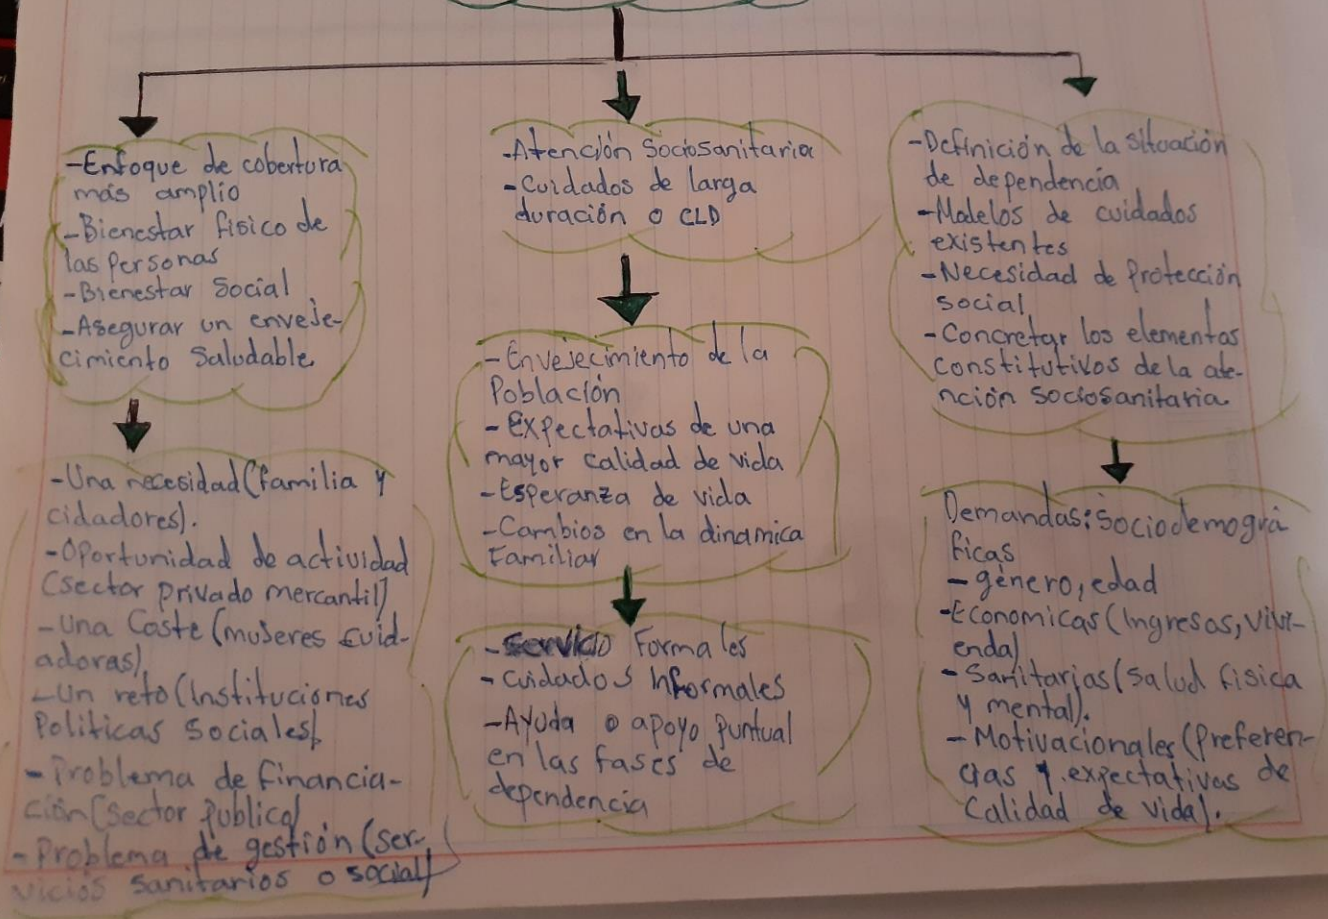 -Enfoque de cobertura
más amplio
-Bienestar fisico de
las personas
-Bienestar Social
-Asegurar un enveje-
cimiento Saludable
-Una necesidad (familia y
cidadores).
-Oportunidad de actividad
(sector privado mercantil)
-Una Coste (mujeres cuid-
adoras)
-un reto (Instituciones
Politicas Sociales)
-Problema de financia-
ción (sector publico)
-Problema de gestión (ser-
vicios sanitarios o social)
-Atención Sociosanitaria
-Cuidados de larga
duración o CLD
-Envejecimiento de la
Población
-Expectativas de una
mayor calidad de vida
-Esperanza de vida
-Cambios en la dinamica
Familiar
-servicio Formales
-cuidados Informales
-Ayuda o apoyo puntual
en las fases de
dependencia
-Definición de la situación
de dependencia
-Modelos de cuidados
existentes
-Necesidad de Protección
social
-Concretar los elementos
constitutivos de la ate-
nción sociosanitaria.
Demandas: Sociodemográ
ficas
-género, edad
-Economicas (Ingresos, vivi-
enda)
-Sanitarias (salud fisica
y mental).
-Motivacionales (Preferen-
cias y expectativas de
Calidad de vida).